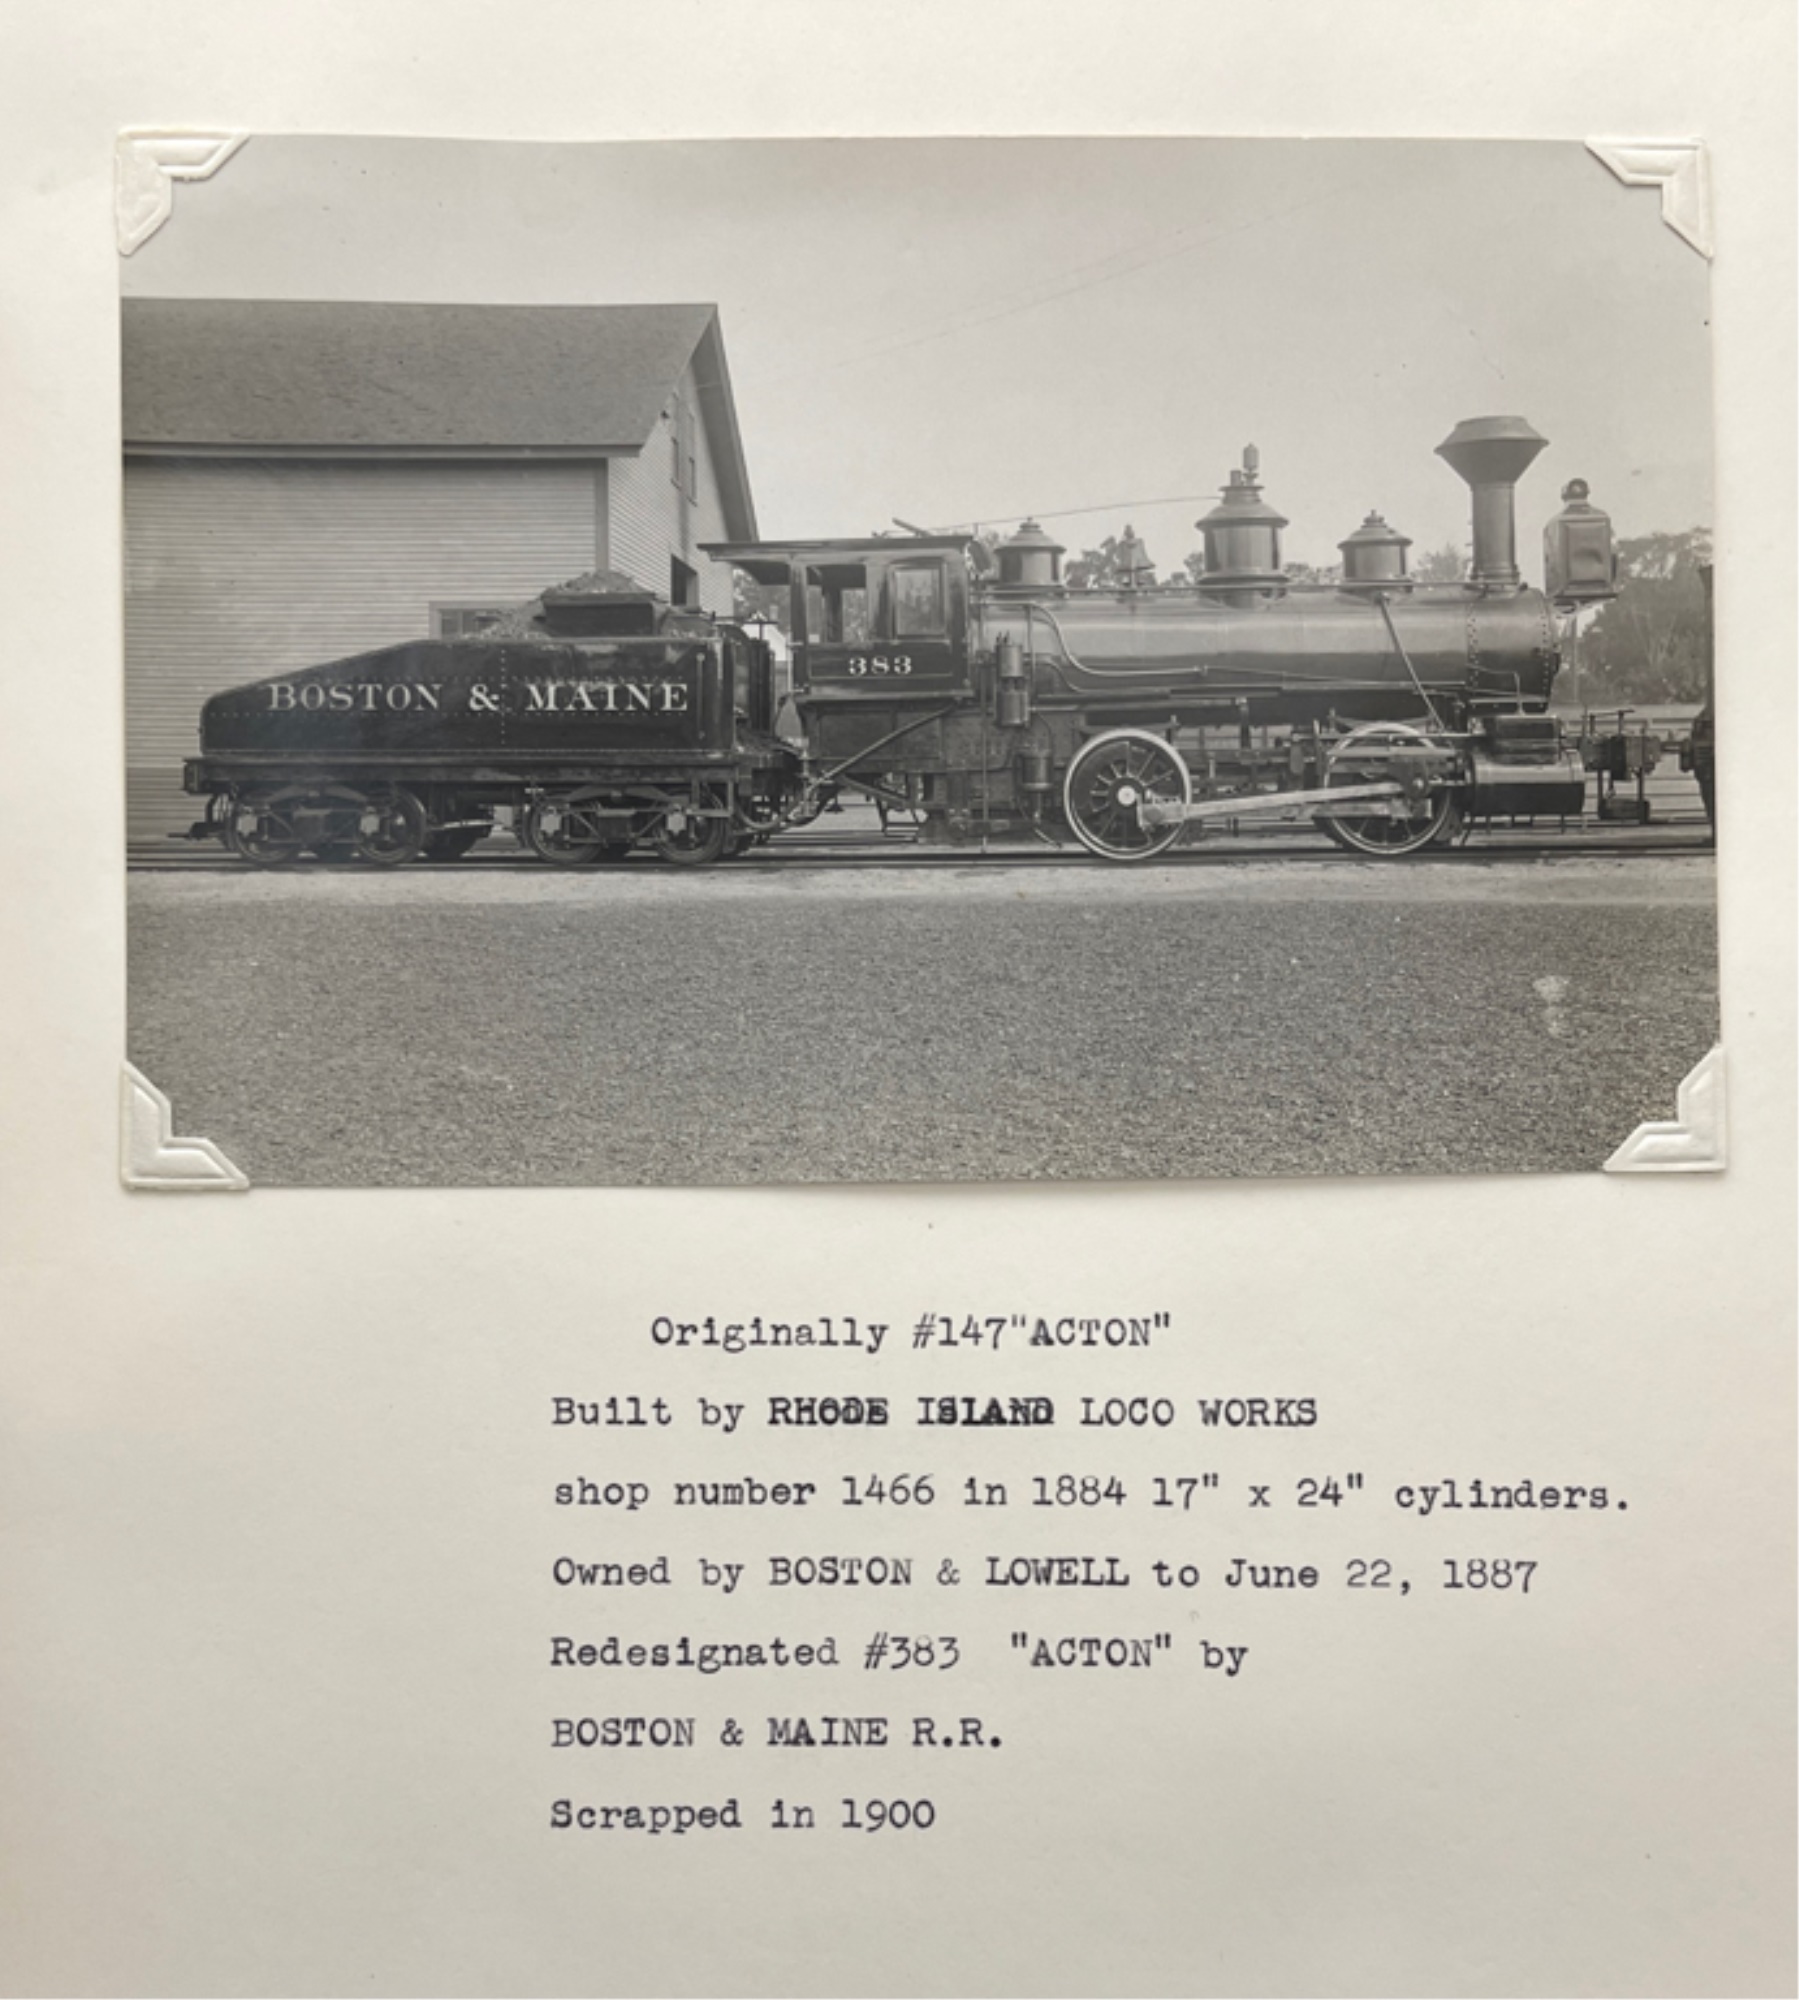 BOSTON & MAINE
383
Originally #147"ACTON"
Built by RHODE ISLAND LOCO WORKS
shop number 1466 in 1884 17" x 24" cylinders.
Owned by BOSTON & LOWELL to June 22, 1887
Redesignated #383 "ACTON" by
BOSTON & MAINE R.R.
Scrapped in 1900